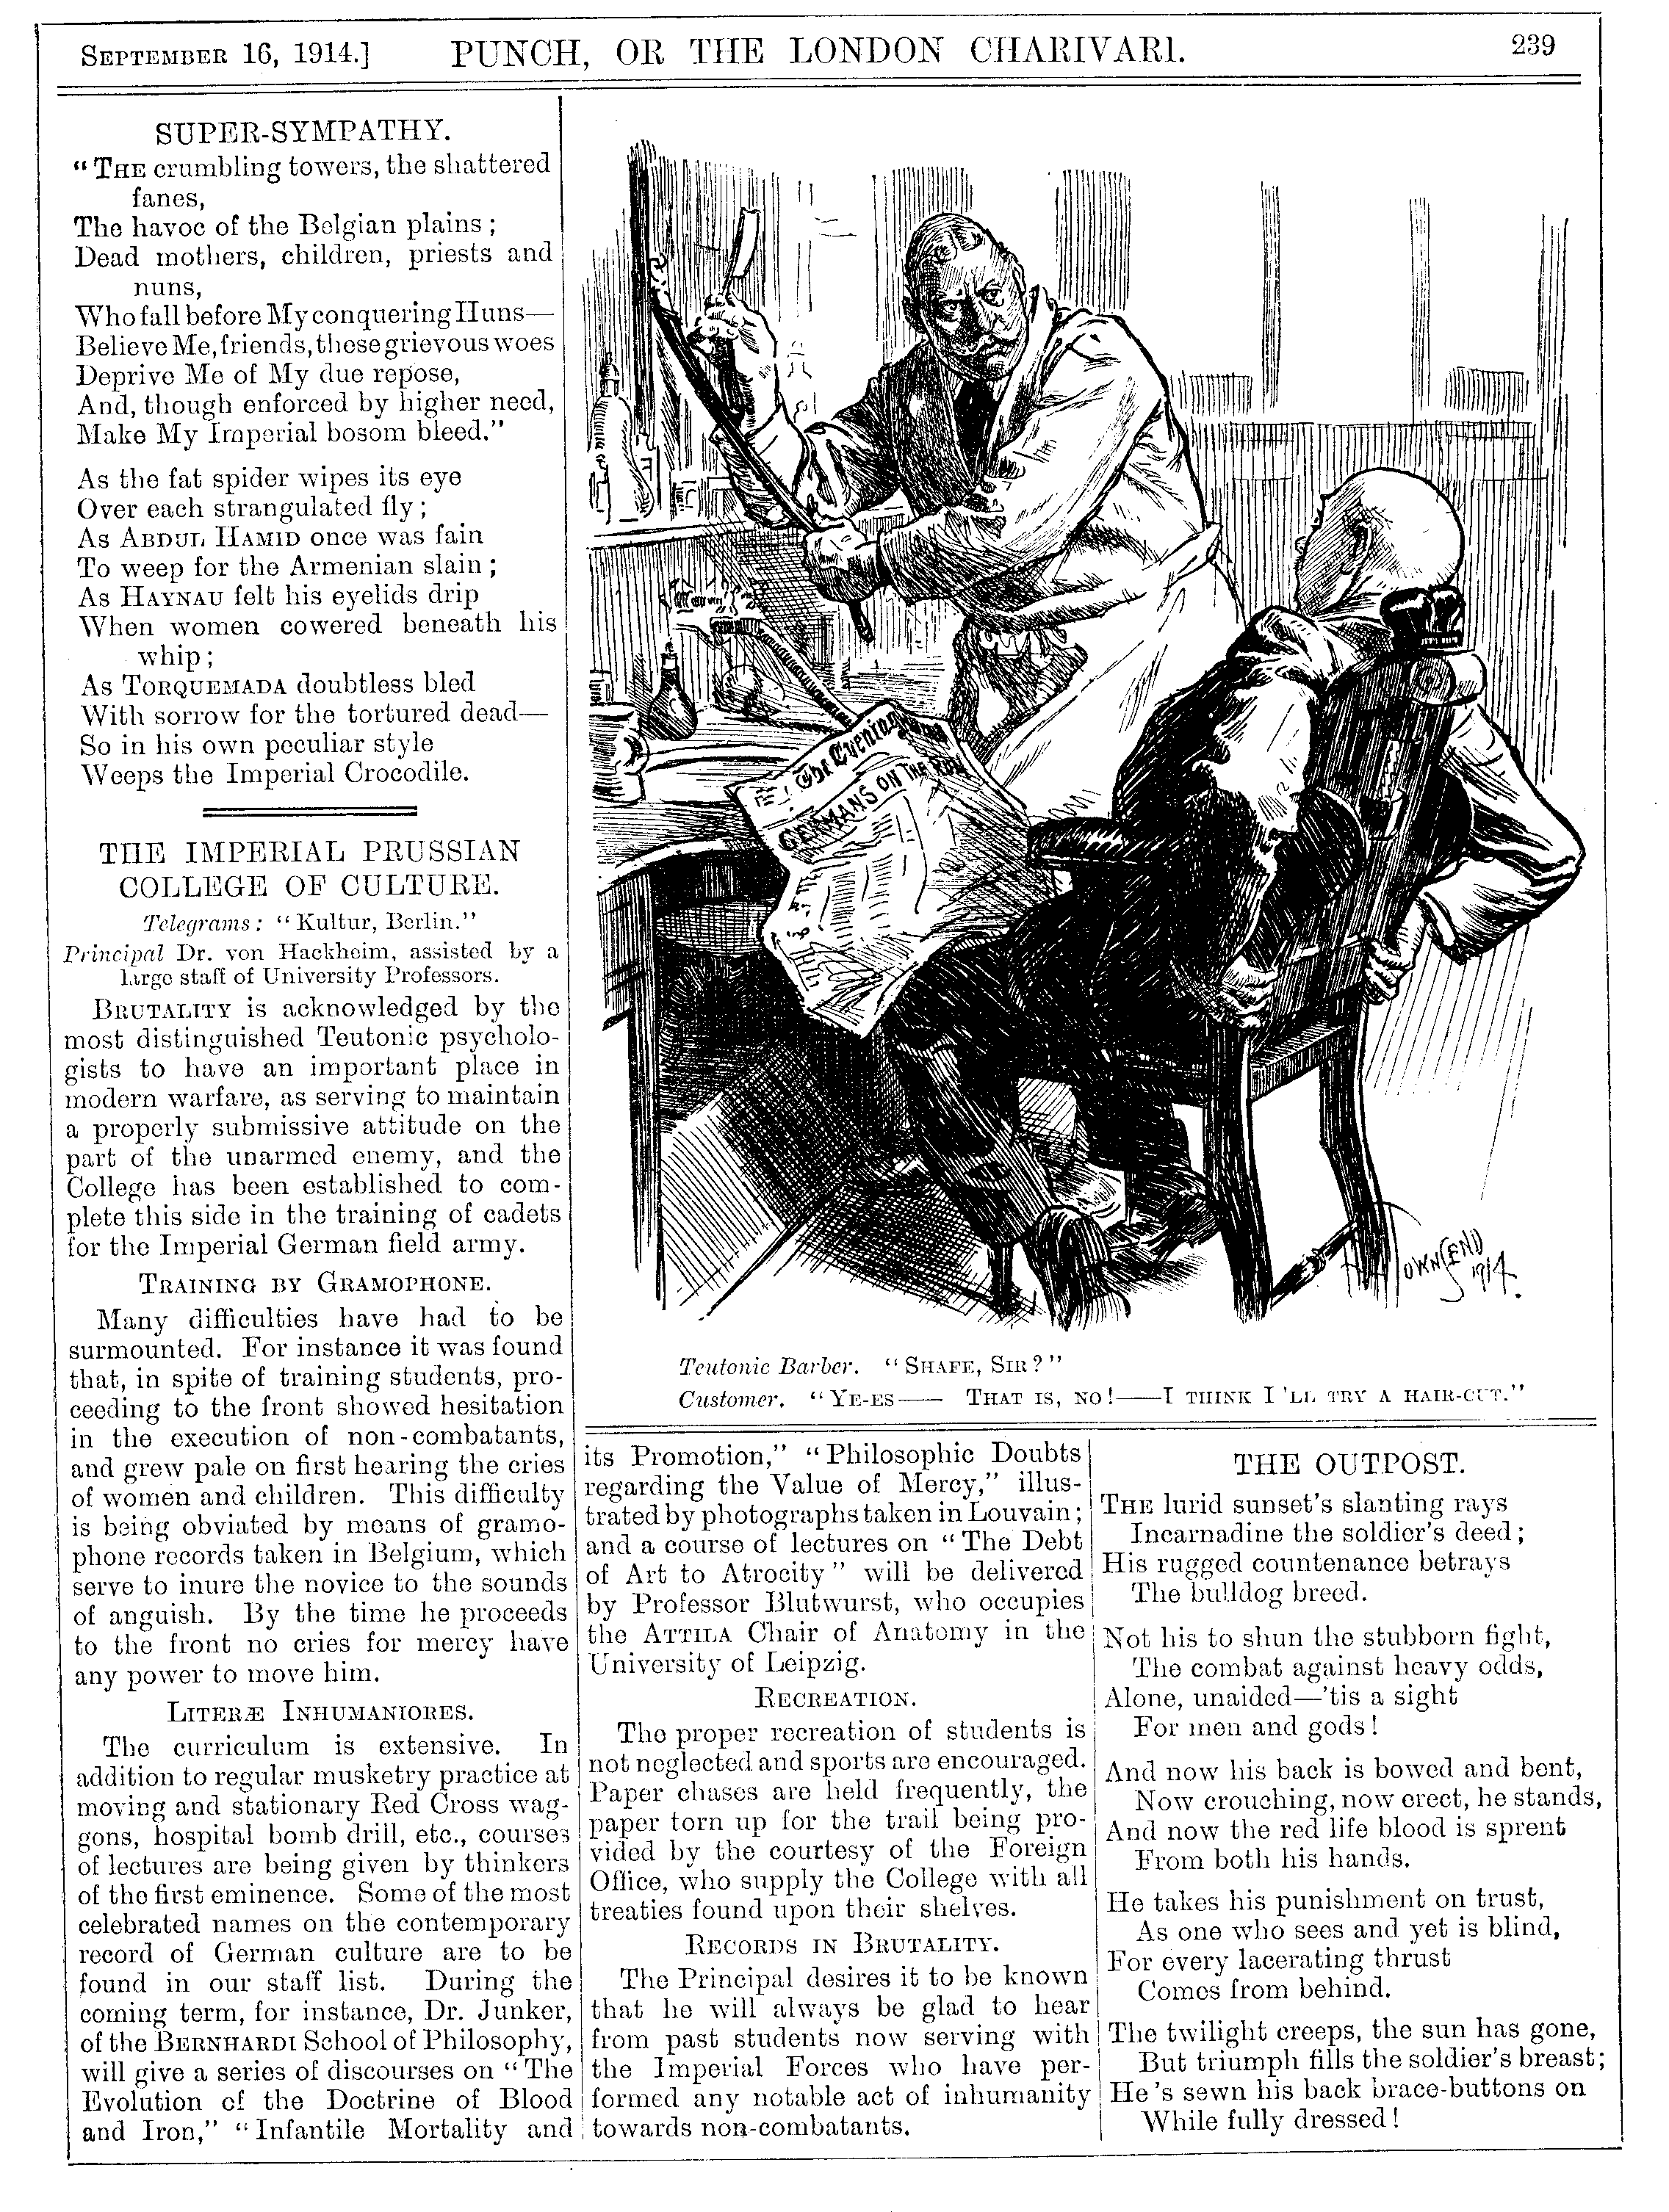 SEPTEMBER 16, 1914.] PUNCH, OR THE LONDON CHARIVARI. 239
SUPER-SYMPATHY.
"THE crumbling towers, the shattered
fanes,
The havoc of the Belgian plains;
Dead mothers, children, priests and
nuns,
Who fall before My conquering Huns—
Believe Me, friends, these grievous woes
Deprive Me of My due repose,
And, though enforced by higher need,
Make My Imperial bosom bleed."
As the fat spider wipes its eye
Over each strangulated fly;
As ABDUL HAMID once was fain
To weep for the Armenian slain;
As HAYNAU felt his eyelids drip
When women cowered beneath his
whip;
As TORQUEMADA doubtless bled
With sorrow for the tortured dead—
So in his own peculiar style
Weeps the Imperial Crocodile.
THE IMPERIAL PRUSSIAN
COLLEGE OF CULTURE.
Telegrams: "Kultur, Berlin."
Principal Dr. von Hackheim, assisted by a
large staff of University Professors.
BRUTALITY is acknowledged by the
most distinguished Teutonic psycholo-
gists to have an important place in
modern warfare, as serving to maintain
a properly submissive attitude on the
part of the unarmed enemy, and the
College has been established to com-
plete this side in the training of cadets
for the Imperial German field army.
TRAINING BY GRAMOPHONE.
Many difficulties have had to be
surmounted. For instance it was found
that, in spite of training students, pro-
ceeding to the front showed hesitation
in the execution of non-combatants,
and grew pale on first hearing the cries
of women and children. This difficulty
is being obviated by means of gramo-
phone records taken in Belgium, which
serve to inure the novice to the sounds
of anguish. By the time he proceeds
to the front no cries for mercy have
any power to move him.
LITERÆ INHUMANIORES.
The curriculum is extensive. In
addition to regular musketry practice at
moving and stationary Red Cross wag-
gons, hospital bomb drill, etc., courses
of lectures are being given by thinkers
of the first eminence. Some of the most
celebrated names on the contemporary
record of German culture are to be
found in our staff list. During the
coming term, for instance, Dr. Junker,
of the BERNHARDI School of Philosophy,
will give a series of discourses on "The
Evolution of the Doctrine of Blood
and Iron," "Infantile Mortality and
The Evening
GERMANS ON THE RUN
TOWNSEND
1914.
Teutonic Barber. "SHAFE, SIR?"
Customer. "YE-ES—— THAT IS, NO!——I THINK I'LL TRY A HAIR-CUT."
its Promotion," "Philosophic Doubts
regarding the Value of Mercy," illus-
trated by photographs taken in Louvain;
and a course of lectures on "The Debt
of Art to Atrocity" will be delivered
by Professor Blutwurst, who occupies
the ATTILA Chair of Anatomy in the
University of Leipzig.
RECREATION.
The proper recreation of students is
not neglected and sports are encouraged.
Paper chases are held frequently, the
paper torn up for the trail being pro-
vided by the courtesy of the Foreign
Office, who supply the College with all
treaties found upon their shelves.
RECORDS IN BRUTALITY.
The Principal desires it to be known
that he will always be glad to hear
from past students now serving with
the Imperial Forces who have per-
formed any notable act of inhumanity
towards non-combatants.
THE OUTPOST.
THE lurid sunset's slanting rays
Incarnadine the soldier's deed;
His rugged countenance betrays
The bulldog breed.
Not his to shun the stubborn fight,
The combat against heavy odds,
Alone, unaided—'tis a sight
For men and gods!
And now his back is bowed and bent,
Now crouching, now erect, he stands,
And now the red life blood is sprent
From both his hands.
He takes his punishment on trust,
As one who sees and yet is blind,
For every lacerating thrust
Comes from behind.
The twilight creeps, the sun has gone,
But triumph fills the soldier's breast;
He's sewn his back brace-buttons on
While fully dressed!